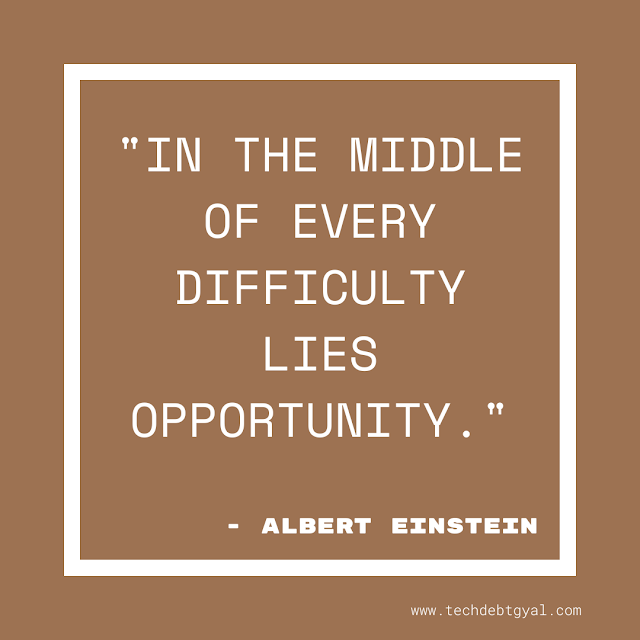 "IN THE MIDDLE
OF EVERY
DIFFICULTY
LIES
OPPORTUNITY."
- ALBERT EINSTEIN
www.techdebtgyal.com